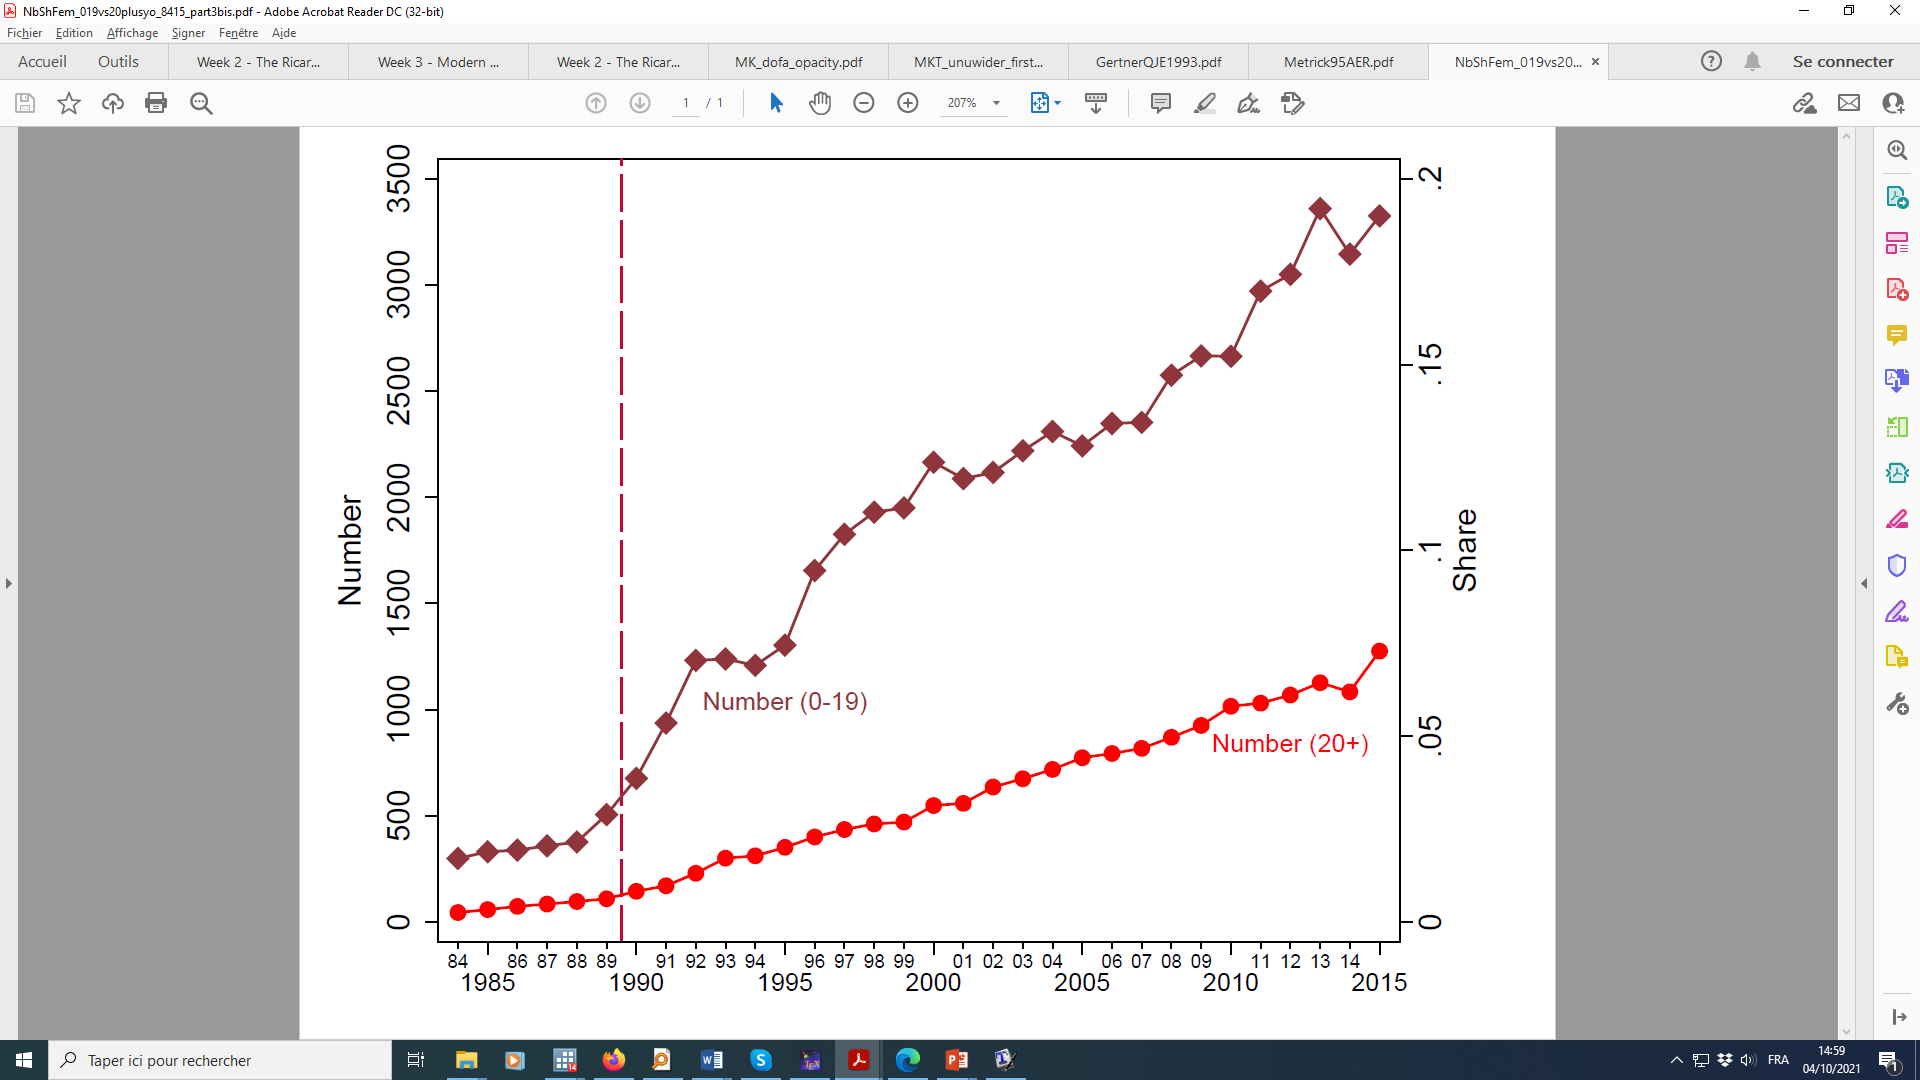 NbShFem_019vs20plusyo_8415_part3bis.pdf - Adobe Acrobat Reader DC (32-bit)
Fichier Edition Affichage Signer Fenêtre Aide
Accueil Outils Week 2 - The Ricar... Week 3 - Modern ... Week 2 - The Ricar... MK_dofa_opacity.pdf MKT_unuwider_first... GertnerQJE1993.pdf Metrick95AER.pdf NbShFem_019vs20... Se connecter
1 / 1 207%
Number
3500
3000
2500
2000
1500
1000
500
0
Number (0-19)
Number (20+)
.2
.15
.1
.05
0
Share
84 86 87 88 89 91 92 93 94 96 97 98 99 01 02 03 04 06 07 08 09 11 12 13 14
1985 1990 1995 2000 2005 2010 2015
Taper ici pour rechercher
14
TEX
FRA
14:59
04/10/2021
1